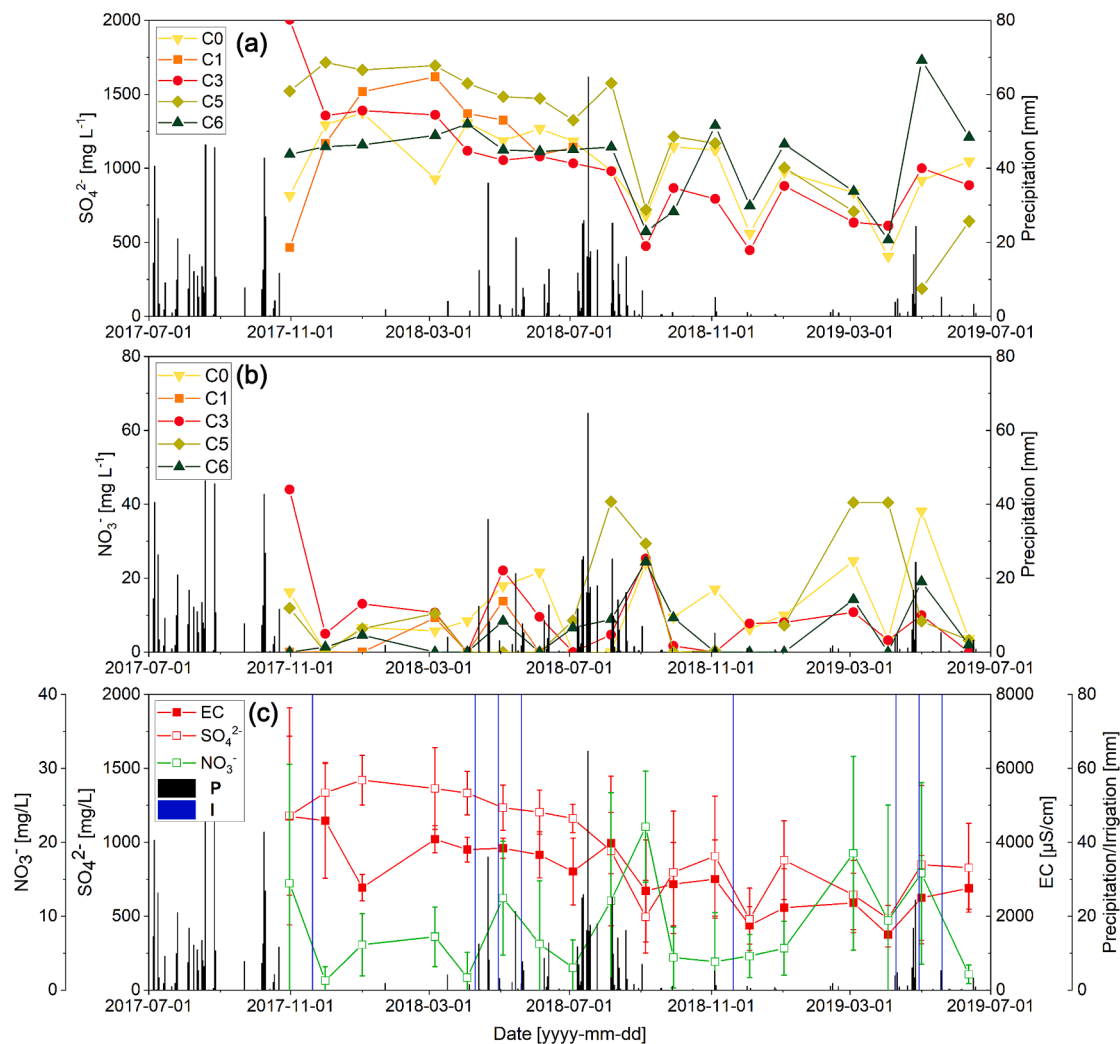 (a)
C0
C1
C3
C5
C6
SO₄²⁻ [mg L⁻¹]
2000
1500
1000
500
0
Precipitation [mm]
80
60
40
20
0
2017-07-01 2017-11-01 2018-03-01 2018-07-01 2018-11-01 2019-03-01 2019-07-01
(b)
C0
C1
C3
C5
C6
NO₃⁻ [mg L⁻¹]
80
60
40
20
0
Precipitation [mm]
80
60
40
20
0
2017-07-01 2017-11-01 2018-03-01 2018-07-01 2018-11-01 2019-03-01 2019-07-01
(c)
EC
SO₄²⁻
NO₃⁻
P
I
NO₃⁻ [mg/L]
40
30
20
10
0
SO₄²⁻ [mg/L]
2000
1500
1000
500
0
EC [µS/cm]
8000
6000
4000
2000
0
Precipitation/Irrigation [mm]
80
60
40
20
0
2017-07-01 2017-11-01 2018-03-01 2018-07-01 2018-11-01 2019-03-01 2019-07-01
Date [yyyy-mm-dd]